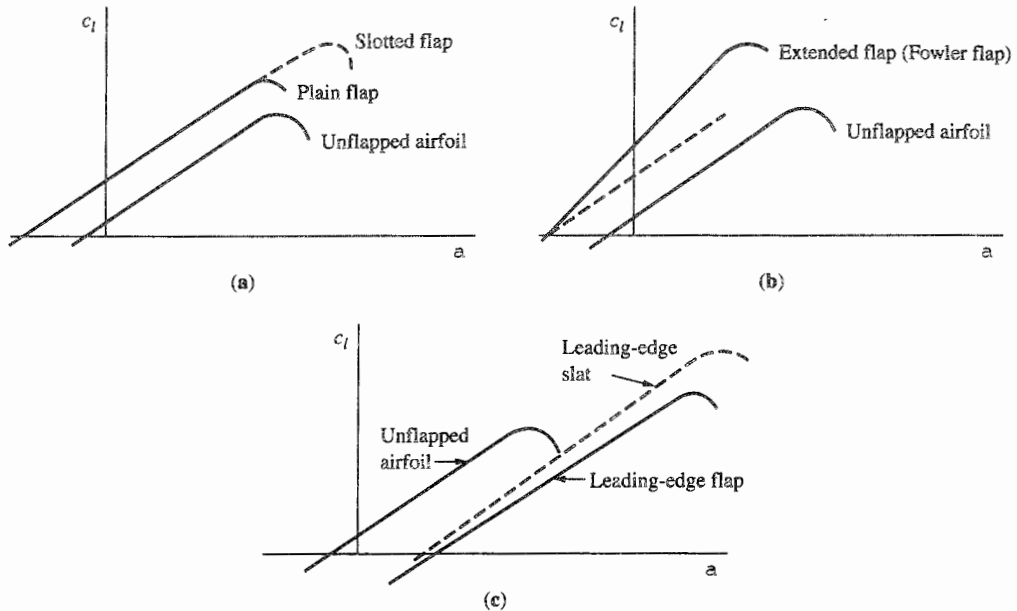 c_l
Slotted flap
Plain flap
Unflapped airfoil
a
(a)
c_l
Extended flap (Fowler flap)
Unflapped airfoil
a
(b)
c_l
Leading-edge
slat
Unflapped
airfoil
Leading-edge flap
a
(c)